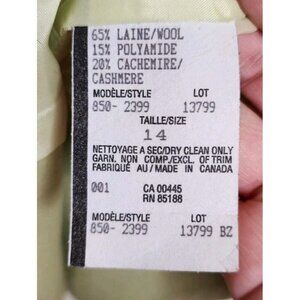 65% LAINE/WOOL
15% POLYAMIDE
20% CACHEMIRE/
CASHMERE
MODÈLE/STYLE LOT
850- 2399 13799
TAILLE/SIZE
14
NETTOYAGE A SEC/DRY CLEAN ONLY
GARN. NON COMP./EXCL. OF TRIM
FABRIQUÉ AU/MADE IN CANADA
001 CA 00445
RN 85188
MODÈLE/STYLE LOT
850- 2399 13799 BZ